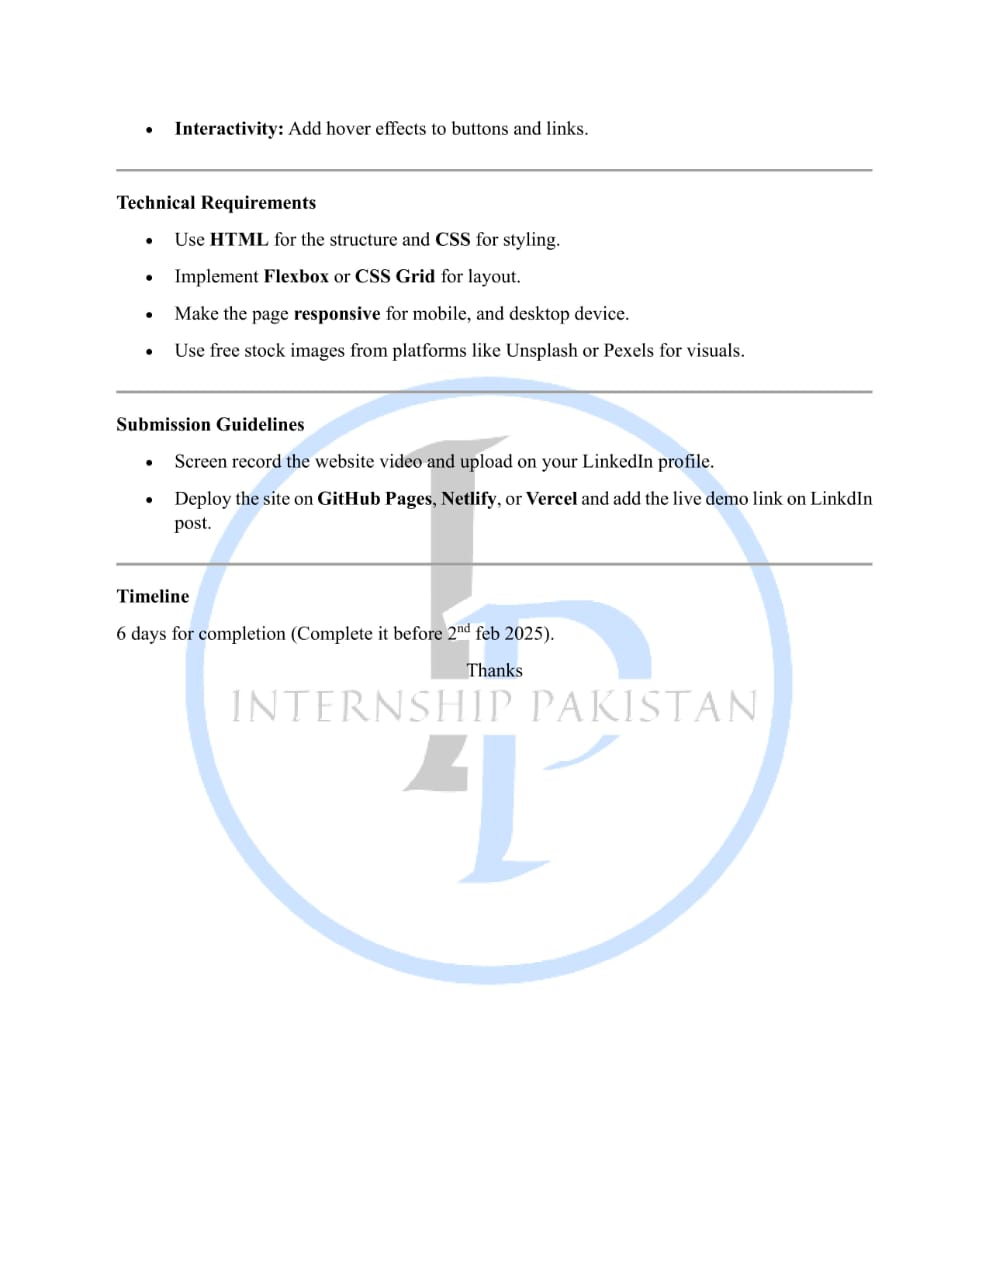 • Interactivity: Add hover effects to buttons and links.
Technical Requirements
• Use HTML for the structure and CSS for styling.
• Implement Flexbox or CSS Grid for layout.
• Make the page responsive for mobile, and desktop device.
• Use free stock images from platforms like Unsplash or Pexels for visuals.
Submission Guidelines
• Screen record the website video and upload on your LinkedIn profile.
• Deploy the site on GitHub Pages, Netlify, or Vercel and add the live demo link on LinkdIn
post.
Timeline
6 days for completion (Complete it before 2nd feb 2025).
Thanks
INTERNSHIP PAKISTAN